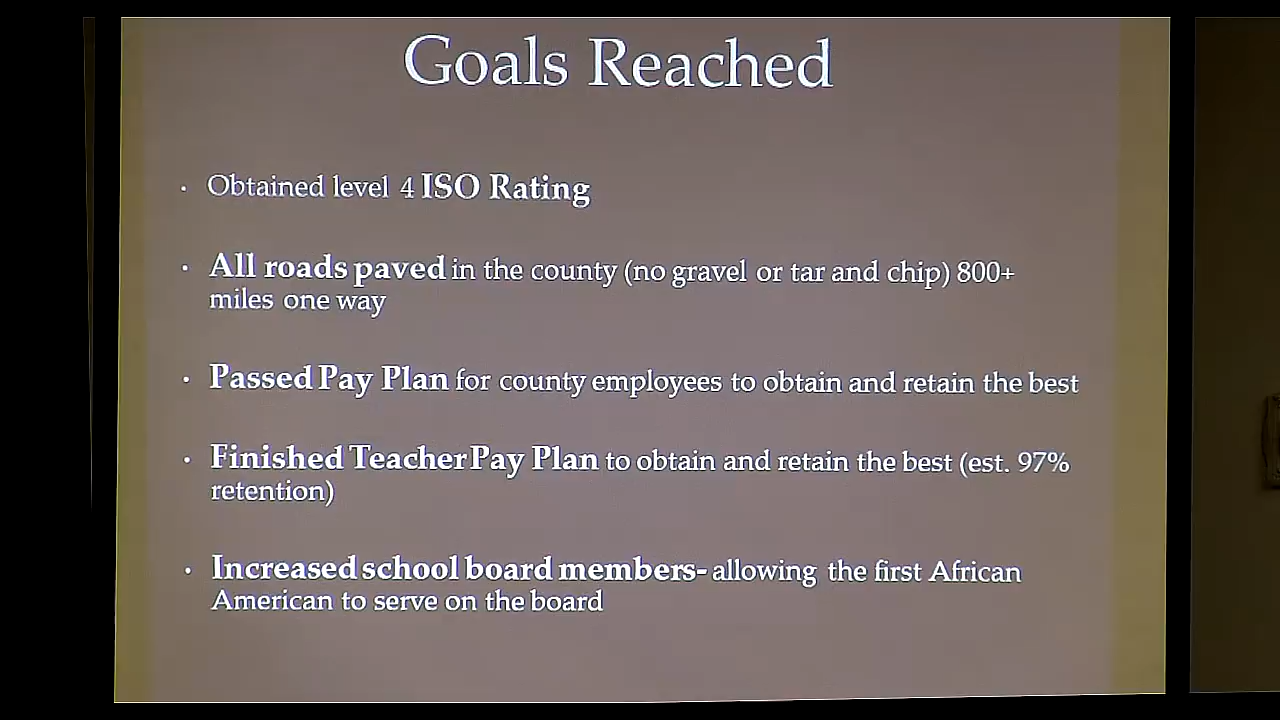 Goals Reached
· Obtained level 4 ISO Rating
· All roads paved in the county (no gravel or tar and chip) 800+
miles one way
· Passed Pay Plan for county employees to obtain and retain the best
· Finished Teacher Pay Plan to obtain and retain the best (est. 97%
retention)
· Increased school board members- allowing the first African
American to serve on the board